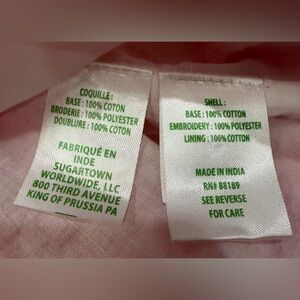 COQUILLE :
BASE : 100% COTON
BRODERIE : 100% POLYESTER
DOUBLURE : 100% COTON
FABRIQUÉ EN
INDE
SUGARTOWN
WORLDWIDE, LLC
800 THIRD AVENUE
KING OF PRUSSIA PA
SHELL :
BASE : 100% COTTON
EMBROIDERY : 100% POLYESTER
LINING : 100% COTTON
MADE IN INDIA
RN# 88189
SEE REVERSE
FOR CARE